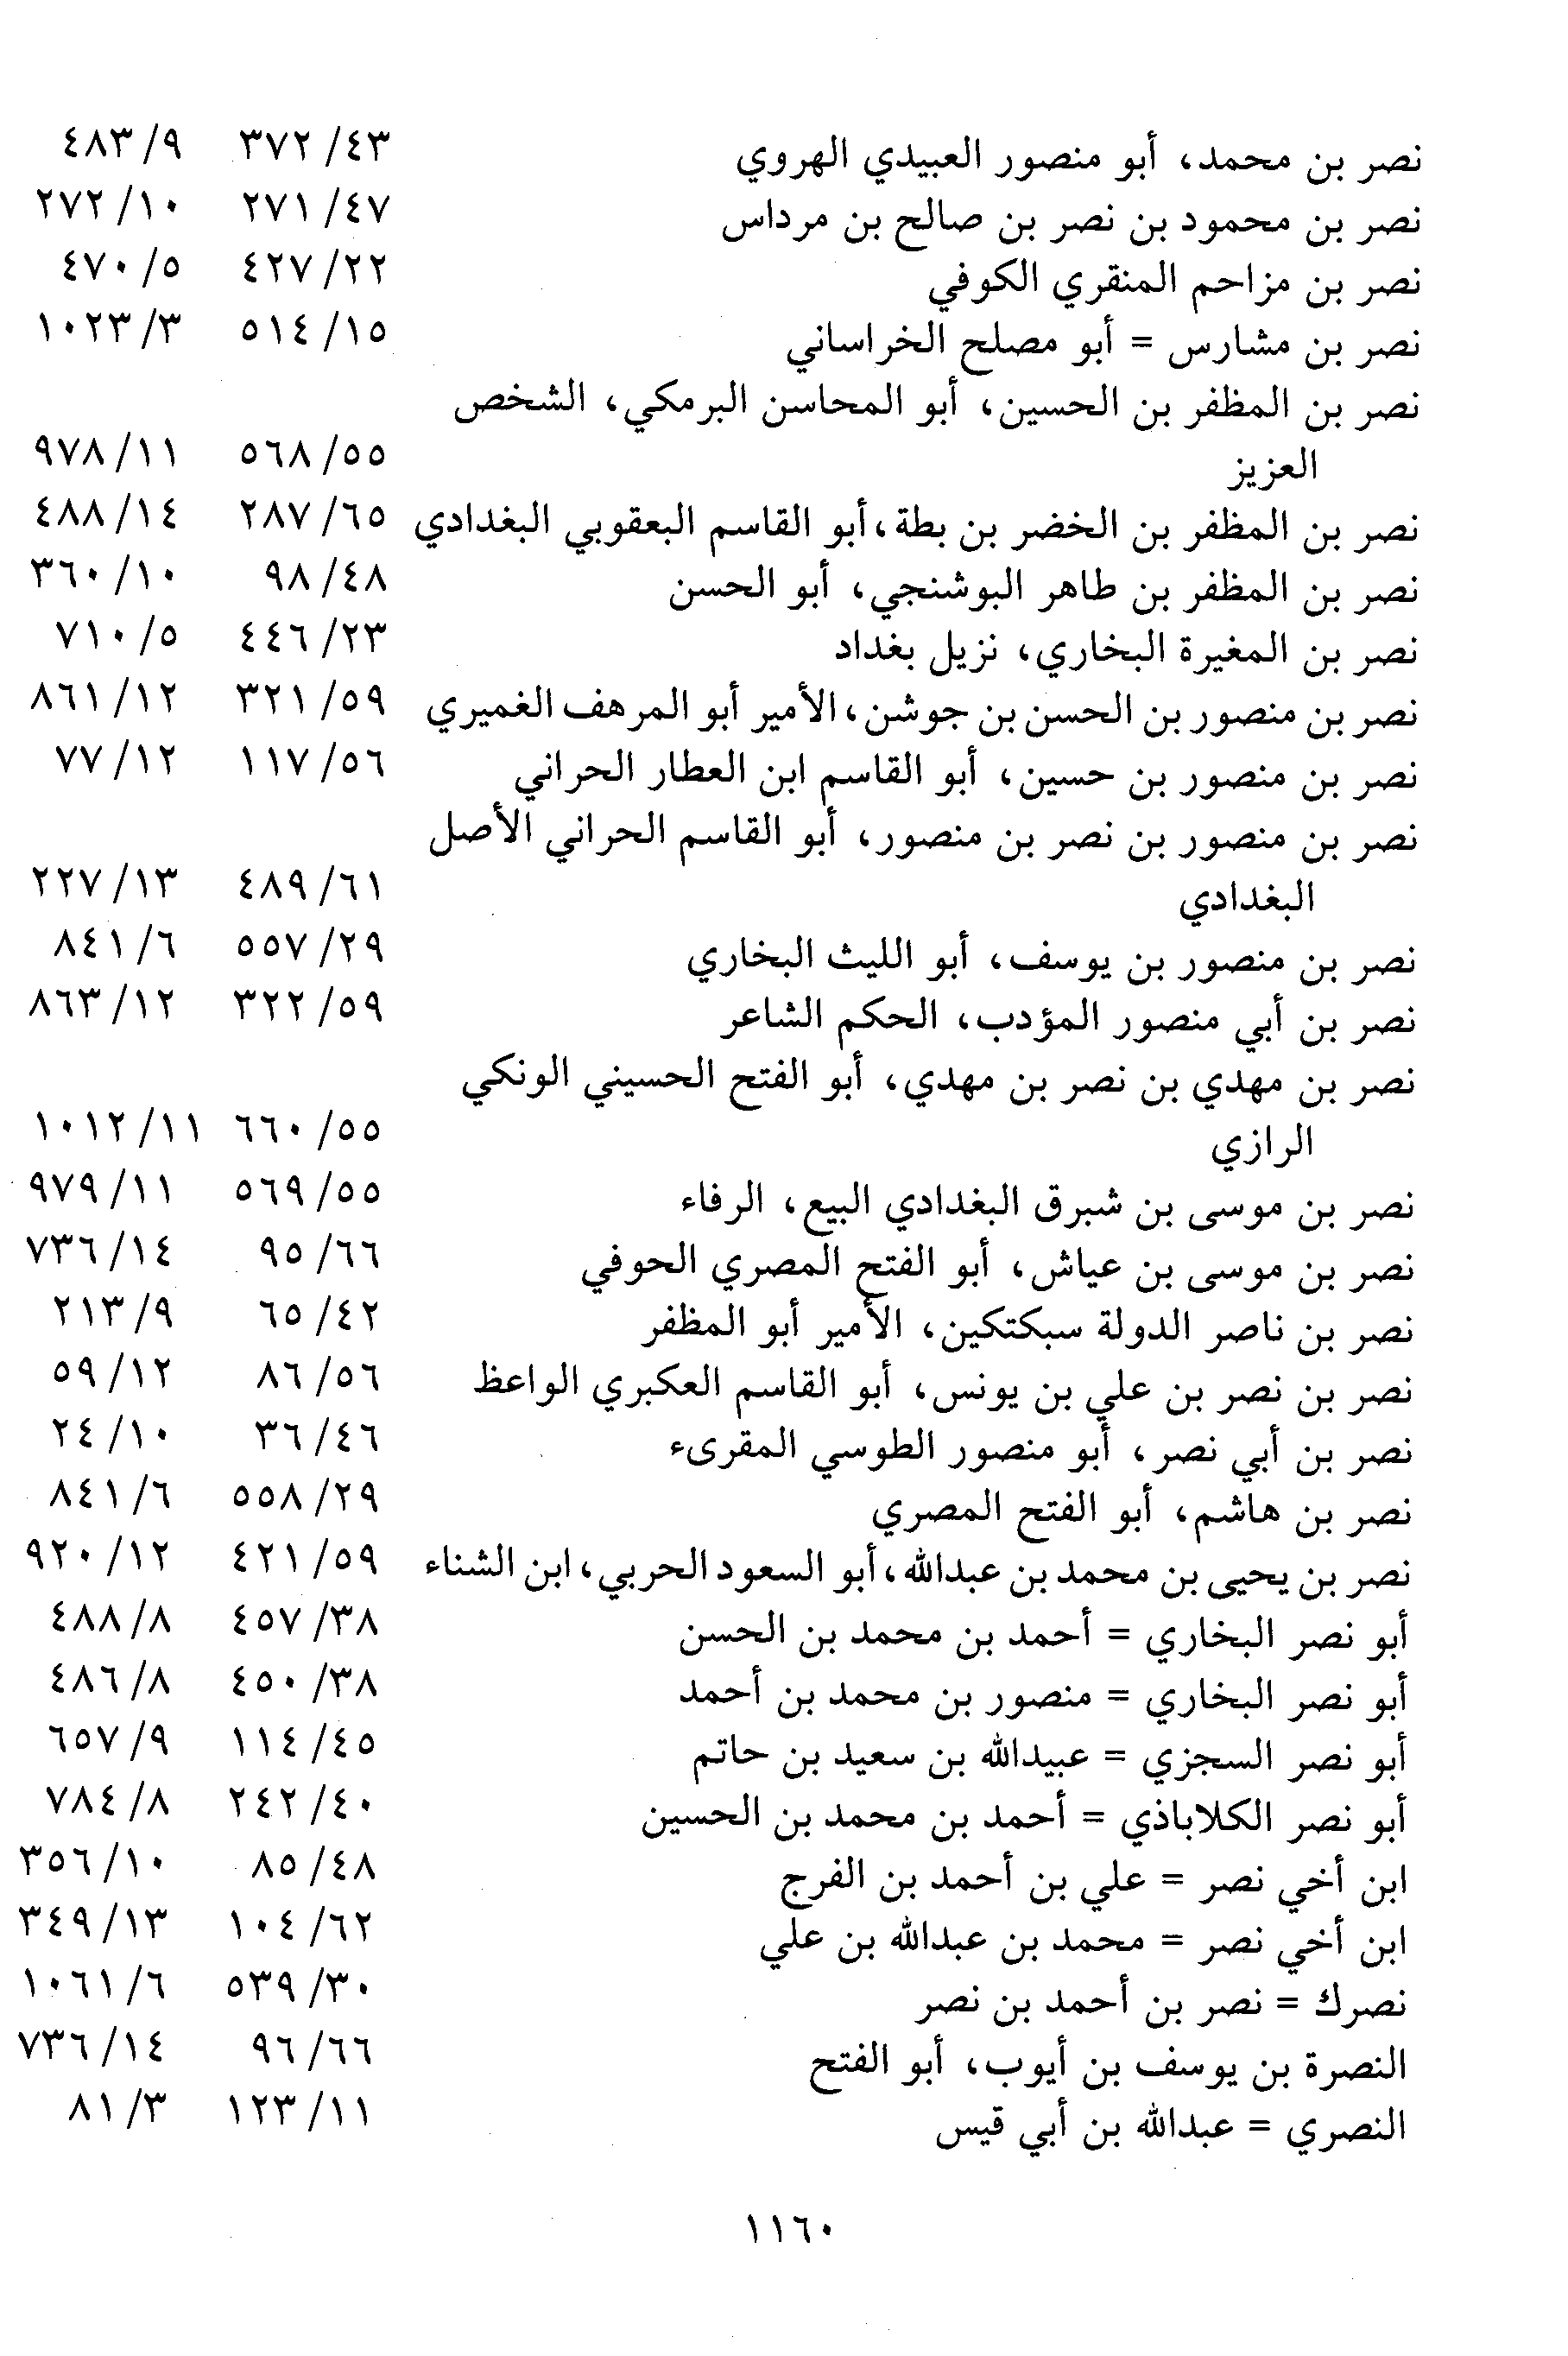 نصر بن محمد، أبو منصور العبيدي الهروي ٤٣/ ٣٧٢ ٩/ ٤٨٣
نصر بن محمود بن نصر بن صالح بن مرداس ٤٧/ ٢٧١ ١٠/ ٢٧٢
نصر بن مزاحم المنقري الكوفي ٢٢/ ٤٢٧ ٥/ ٤٧٠
نصر بن مشارس = أبو مصلح الخراساني ١٥/ ٥١٤ ٣/ ١٠٢٣
نصر بن المظفر بن الحسين، أبو المحاسن البرمكي، الشخص
العزيز ٥٥/ ٥٦٨ ١١/ ٩٧٨
نصر بن المظفر بن الخضر بن بطة، أبو القاسم البعقوبي البغدادي ٦٥/ ٢٨٧ ١٤/ ٤٨٨
نصر بن المظفر بن طاهر البوشنجي، أبو الحسن ٤٨/ ٩٨ ١٠/ ٣٦٠
نصر بن المغيرة البخاري، نزيل بغداد ٢٣/ ٤٤٦ ٥/ ٧١٠
نصر بن منصور بن الحسن بن جوشن، الأمير أبو المرهف الغميري ٥٩/ ٣٢١ ١٢/ ٨٦١
نصر بن منصور بن حسين، أبو القاسم ابن العطار الحراني ٥٦/ ١١٧ ١٢/ ٧٧
نصر بن منصور بن نصر بن منصور، أبو القاسم الحراني الأصل
البغدادي ٦١/ ٤٨٩ ١٣/ ٢٢٧
نصر بن منصور بن يوسف، أبو الليث البخاري ٢٩/ ٥٥٧ ٦/ ٨٤١
نصر بن أبي منصور المؤدب، الحكم الشاعر ٥٩/ ٣٢٢ ١٢/ ٨٦٣
نصر بن مهدي بن نصر بن مهدي، أبو الفتح الحسيني الونكي
الرازي ٥٥/ ٦٦٠ ١١/ ١٠١٢
نصر بن موسى بن شبرق البغدادي البيع، الرفاء ٥٥/ ٥٦٩ ١١/ ٩٧٩
نصر بن موسى بن عياش، أبو الفتح المصري الحوفي ٦٦/ ٩٥ ١٤/ ٧٣٦
نصر بن ناصر الدولة سبكتكين، الأمير أبو المظفر ٤٢/ ٦٥ ٩/ ٢١٣
نصر بن نصر بن علي بن يونس، أبو القاسم العكبري الواعظ ٥٦/ ٨٦ ١٢/ ٥٩
نصر بن أبي نصر، أبو منصور الطوسي المقرىء ٤٦/ ٣٦ ١٠/ ٢٤
نصر بن هاشم، أبو الفتح المصري ٢٩/ ٥٥٨ ٦/ ٨٤١
نصر بن يحيى بن محمد بن عبدالله، أبو السعود الحربي، ابن الشناء ٥٩/ ٤٢١ ١٢/ ٩٢٠
أبو نصر البخاري = أحمد بن محمد بن الحسن ٣٨/ ٤٥٧ ٨/ ٤٨٨
أبو نصر البخاري = منصور بن محمد بن أحمد ٣٨/ ٤٥٠ ٨/ ٤٨٦
أبو نصر السجزي = عبيدالله بن سعيد بن حاتم ٤٥/ ١١٤ ٩/ ٦٥٧
أبو نصر الكلاباذي = أحمد بن محمد بن الحسين ٤٠/ ٢٤٢ ٨/ ٧٨٤
ابن أخي نصر = علي بن أحمد بن الفرج ٤٨/ ٨٥ ١٠/ ٣٥٦
ابن أخي نصر = محمد بن عبدالله بن علي ٦٢/ ١٠٤ ١٣/ ٣٤٩
نصرك = نصر بن أحمد بن نصر ٣٠/ ٥٣٩ ٦/ ١٠٦١
النصرة بن يوسف بن أيوب، أبو الفتح ٦٦/ ٩٦ ١٤/ ٧٣٦
النصري = عبدالله بن أبي قيس ١١/ ١٢٣ ٣/ ٨١
١١٦٠